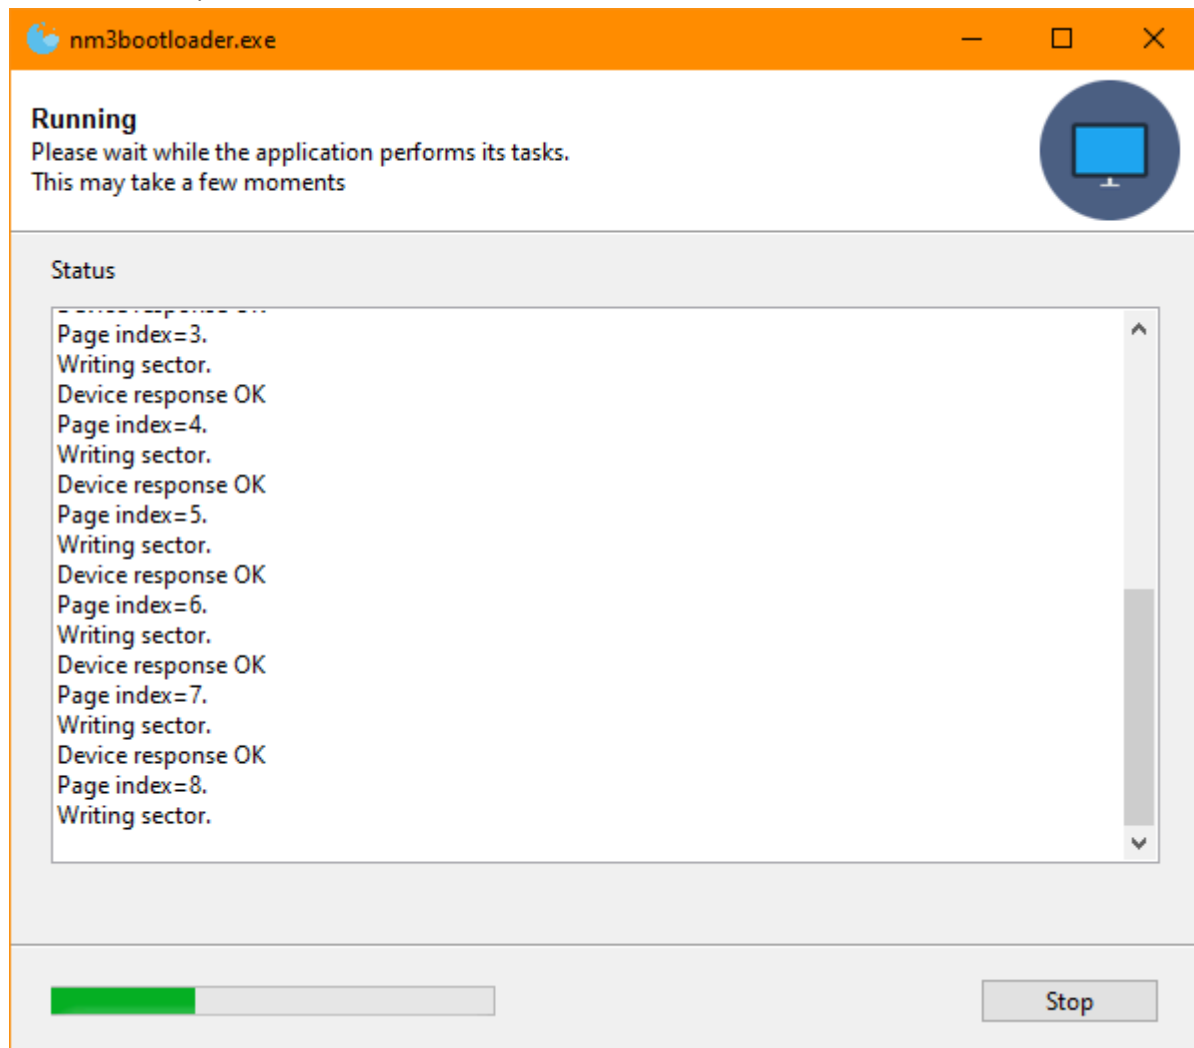 nm3bootloader.exe
Running
Please wait while the application performs its tasks.
This may take a few moments
Status
Page index=3.
Writing sector.
Device response OK
Page index=4.
Writing sector.
Device response OK
Page index=5.
Writing sector.
Device response OK
Page index=6.
Writing sector.
Device response OK
Page index=7.
Writing sector.
Device response OK
Page index=8.
Writing sector.
Stop